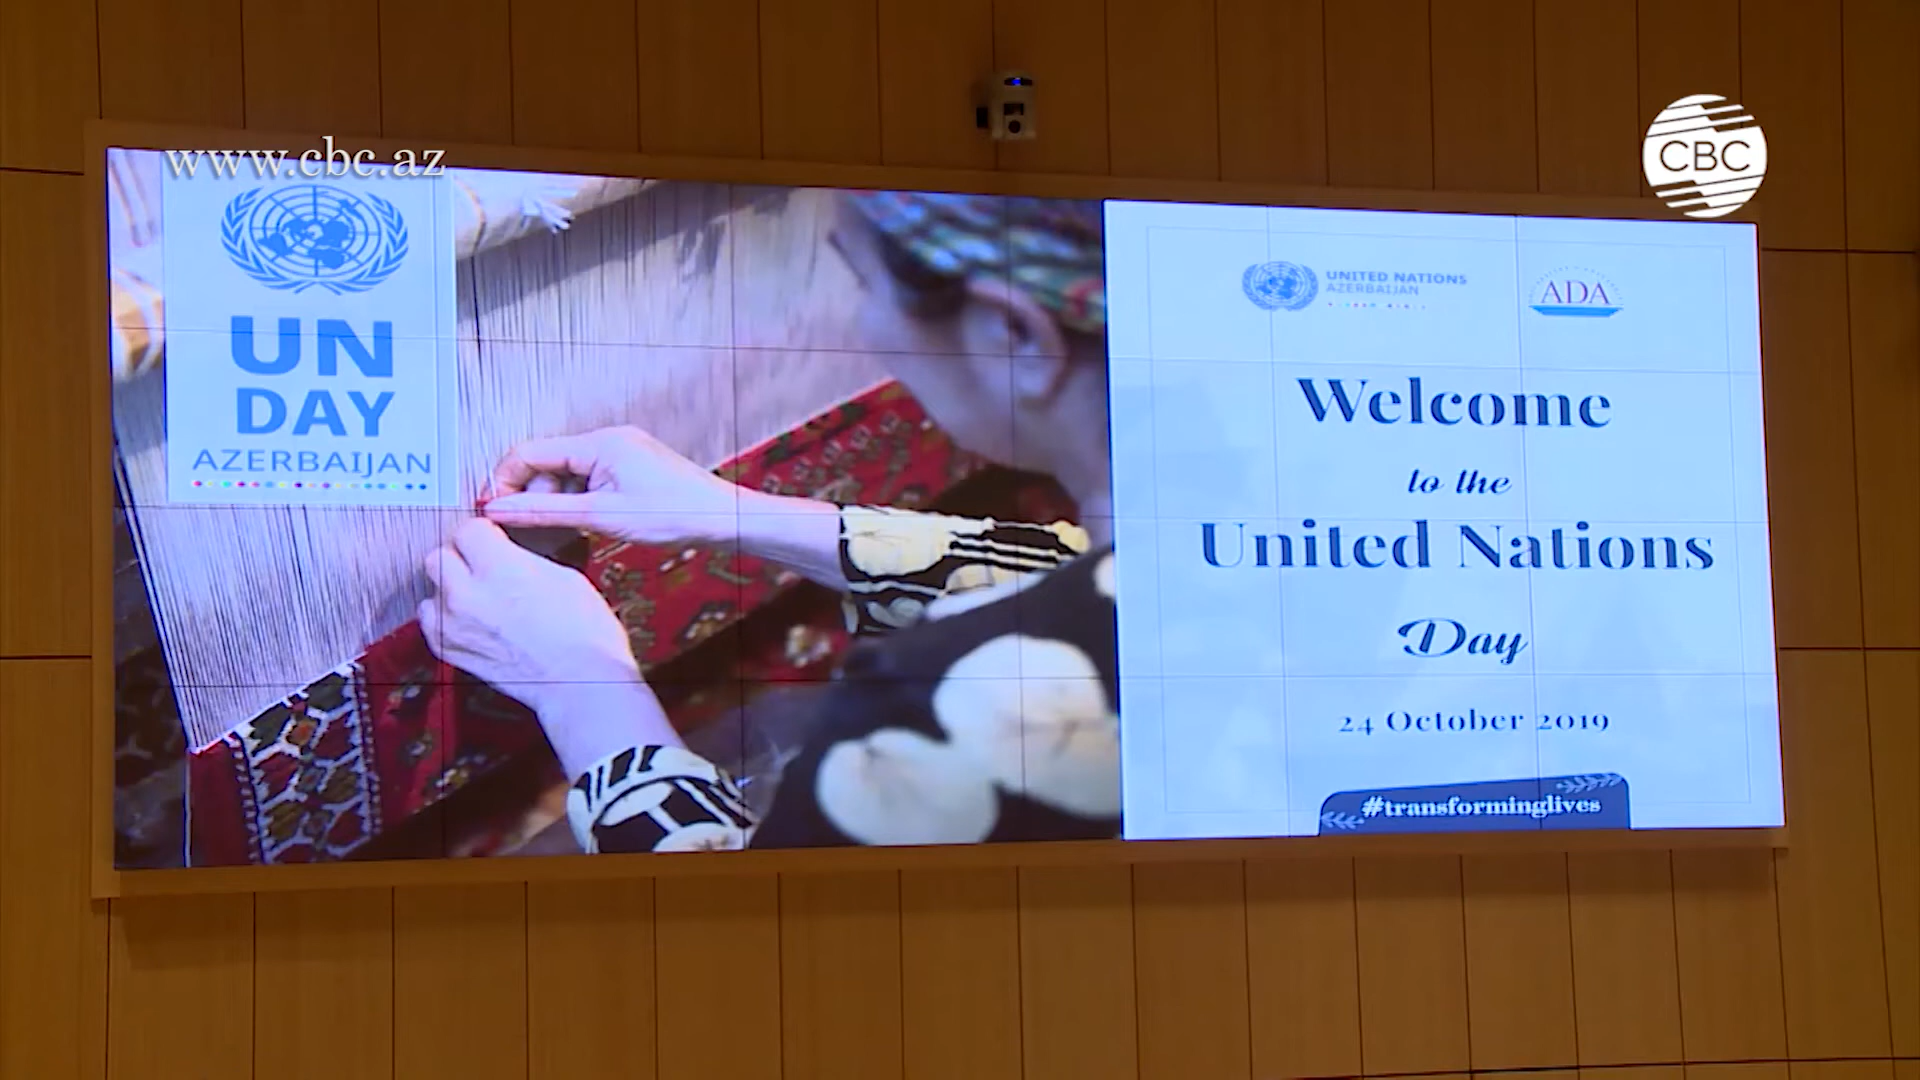 www.cbc.az
CBC
UN
DAY
AZERBAIJAN
UNITED NATIONS
AZERBAIJAN
ADA
Welcome
to the
United Nations
Day
24 October 2019
#transforminglives